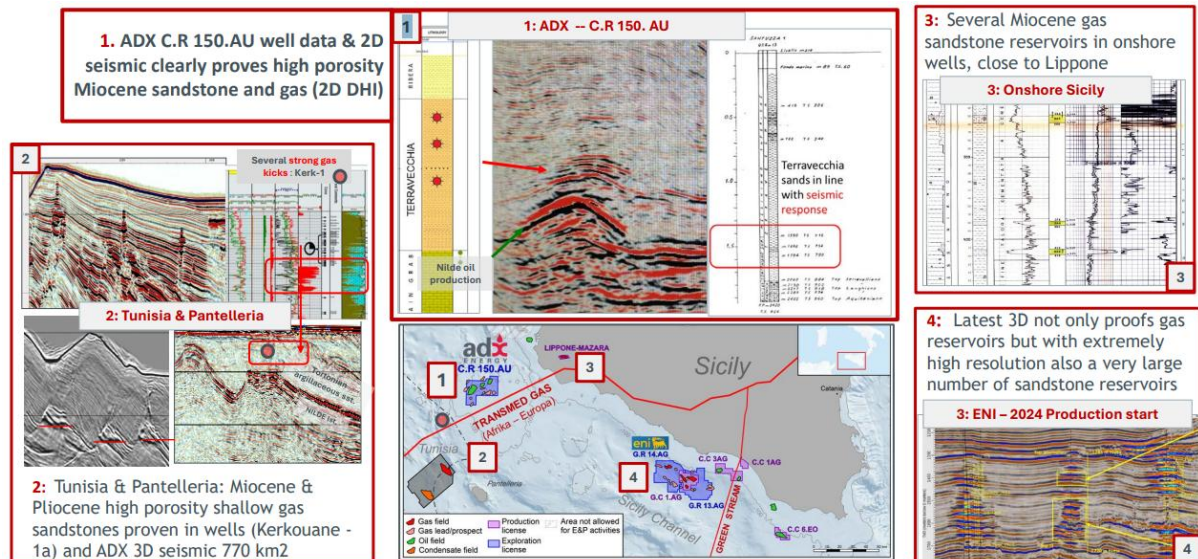 1. ADX C.R 150.AU well data & 2D
seismic clearly proves high porosity
Miocene sandstone and gas (2D DHI)
1
1: ADX -- C.R 150. AU
RIBERA
TERRAVECCHIA
Nilde oil
production
Terravecchia
sands in line
with seismic
response
3: Several Miocene gas
sandstone reservoirs in onshore
wells, close to Lippone
3: Onshore Sicily
3
2
Several strong gas
kicks : Kerk-1
2: Tunisia & Pantelleria
Tortonian
argillaceous sst.
NILDE lst.
2: Tunisia & Pantelleria: Miocene &
Pliocene high porosity shallow gas
sandstones proven in wells (Kerkouane -
1a) and ADX 3D seismic 770 km2
adx
ENERGY
C.R 150.AU
1
LIPPONE-MAZARA
3
Sicily
Catania
TRANSMED GAS
(Afrika – Europa)
Tunisia
2
Pantelleria
eni
G.R 14.AG
4
G.C 1.AG
G.R 13.AG
C.C 3AG
C.C 1AG
C.C 6.EO
GREEN STREAM
Sicily Channel
Gas field
Gas lead/prospect
Oil field
Condensate field
Production
license
Exploration
license
Area not allowed
for E&P activities
4: Latest 3D not only proofs gas
reservoirs but with extremely
high resolution also a very large
number of sandstone reservoirs
3: ENI – 2024 Production start
4